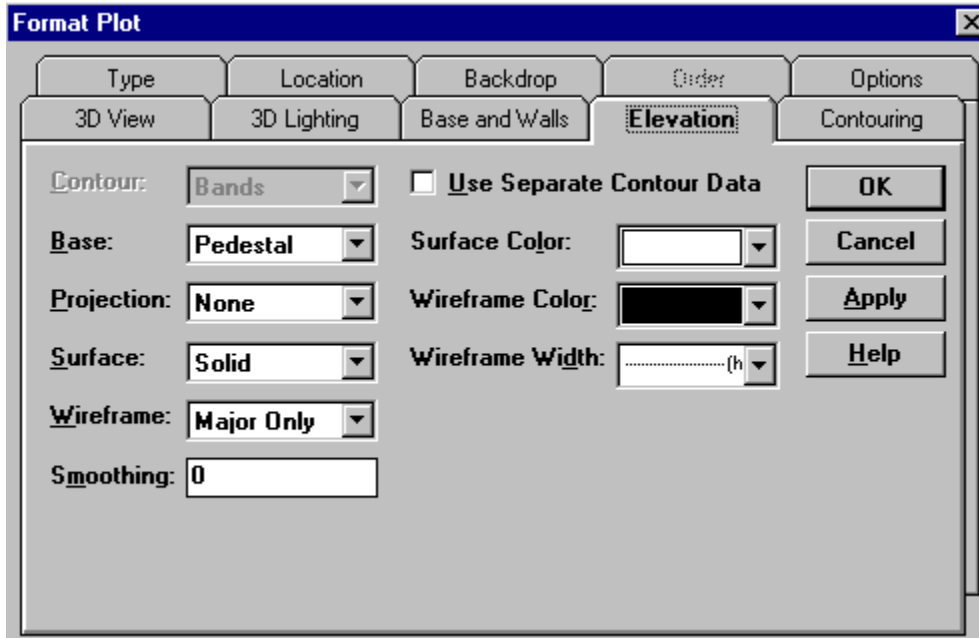 Format Plot
Type Location Backdrop Order Options
3D View 3D Lighting Base and Walls Elevation Contouring
Contour: Bands Use Separate Contour Data OK
Base: Pedestal Surface Color: Cancel
Projection: None Wireframe Color: Apply
Surface: Solid Wireframe Width: (h Help
Wireframe: Major Only
Smoothing: 0